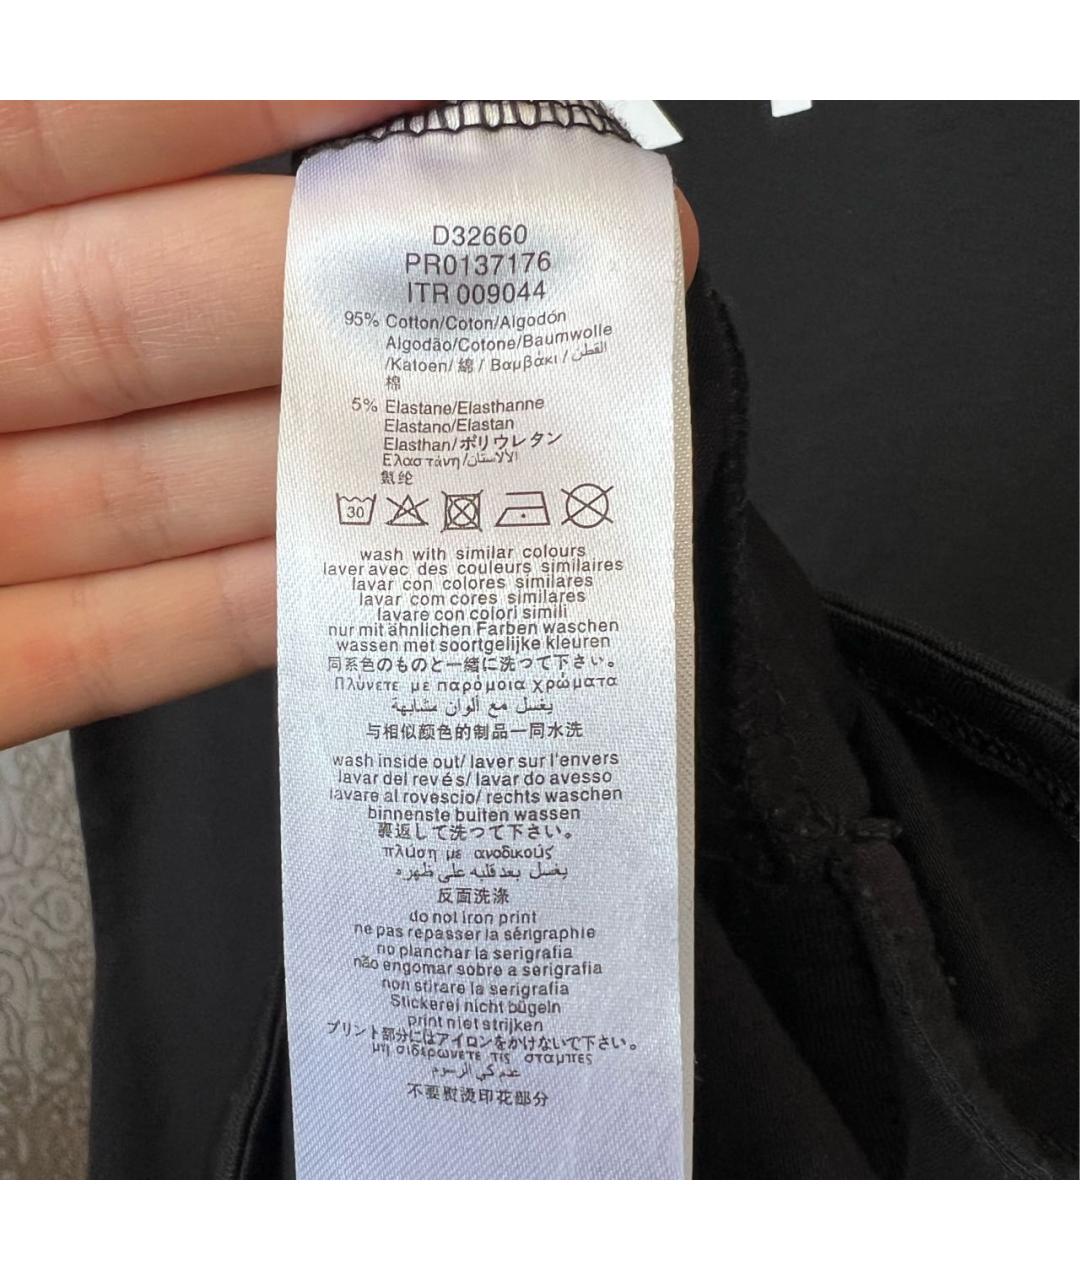 D32660
PR0137176
ITR 009044
95% Cotton/Coton/Algodón
Algodão/Cotone/Baumwolle
/Katoen/ 綿 / Βαμβάκι / القطن
棉
5% Elastane/Elasthanne
Elastano/Elastan
Elasthan/ポリウレタン
Ελαστάνη/الألاستان
氨纶
30
wash with similar colours
laver avec des couleurs similaires
lavar con colores similares
lavar com cores similares
lavare con colori simili
nur mit ähnlichen Farben waschen
wassen met soortgelijke kleuren
同系色のものと一緒に洗って下さい。
Πλύνετε με παρόμοια χρώματα
يغسل مع ألوان مشابهة
与相似颜色的制品一同水洗
wash inside out/ laver sur l'envers
lavar del revés/ lavar do avesso
lavare al rovescio/ rechts waschen
binnenste buiten wassen
裏返して洗って下さい。
πλύση με ανοδικούς
يغسل بعد قلبه على ظهره
反面洗涤
do not iron print
ne pas repasser la sérigraphie
no planchar la serigrafia
não engomar sobre a serigrafia
non stirare la serigrafia
Stickerei nicht bügeln
print niet strijken
プリント部分にはアイロンをかけないで下さい。
μη σιδερώνετε τις στάμπες
عدم كي الرسوم
不要熨烫印花部分